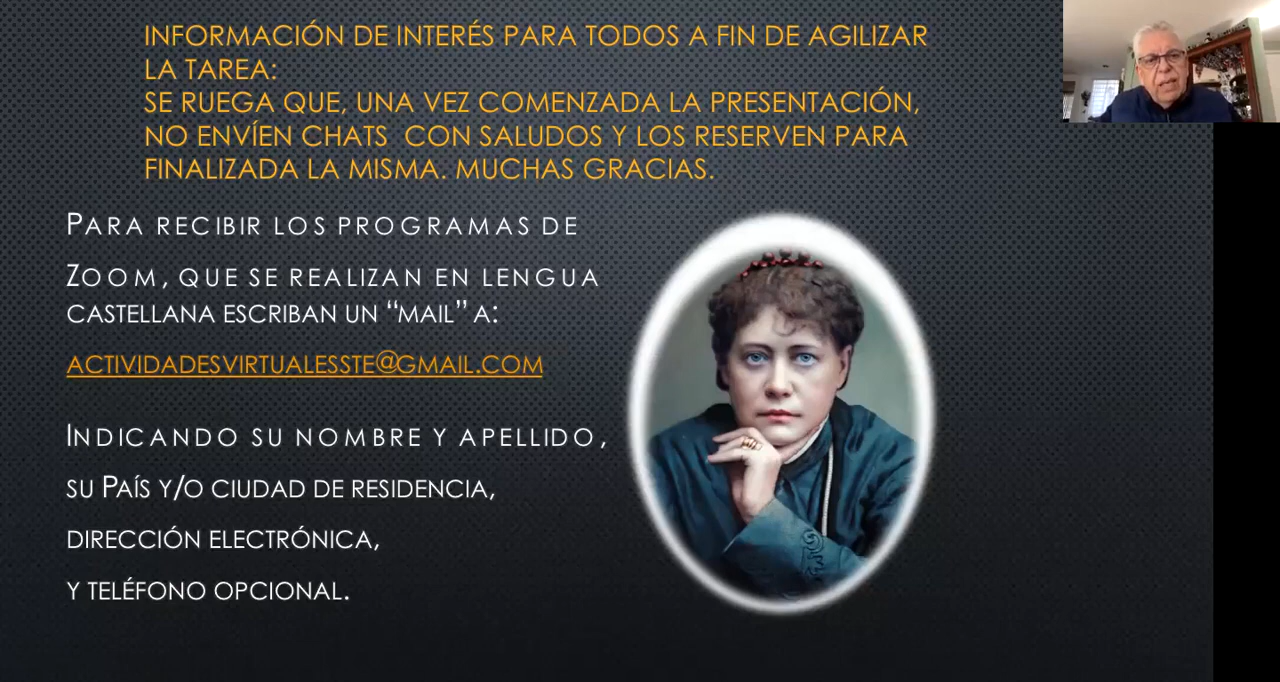 INFORMACIÓN DE INTERÉS PARA TODOS A FIN DE AGILIZAR
LA TAREA:
SE RUEGA QUE, UNA VEZ COMENZADA LA PRESENTACIÓN,
NO ENVÍEN CHATS CON SALUDOS Y LOS RESERVEN PARA
FINALIZADA LA MISMA. MUCHAS GRACIAS.
PARA RECIBIR LOS PROGRAMAS DE
ZOOM, QUE SE REALIZAN EN LENGUA
CASTELLANA ESCRIBAN UN “MAIL” A:
ACTIVIDADESVIRTUALESSTE@GMAIL.COM
INDICANDO SU NOMBRE Y APELLIDO,
SU PAÍS Y/O CIUDAD DE RESIDENCIA,
DIRECCIÓN ELECTRÓNICA,
Y TELÉFONO OPCIONAL.